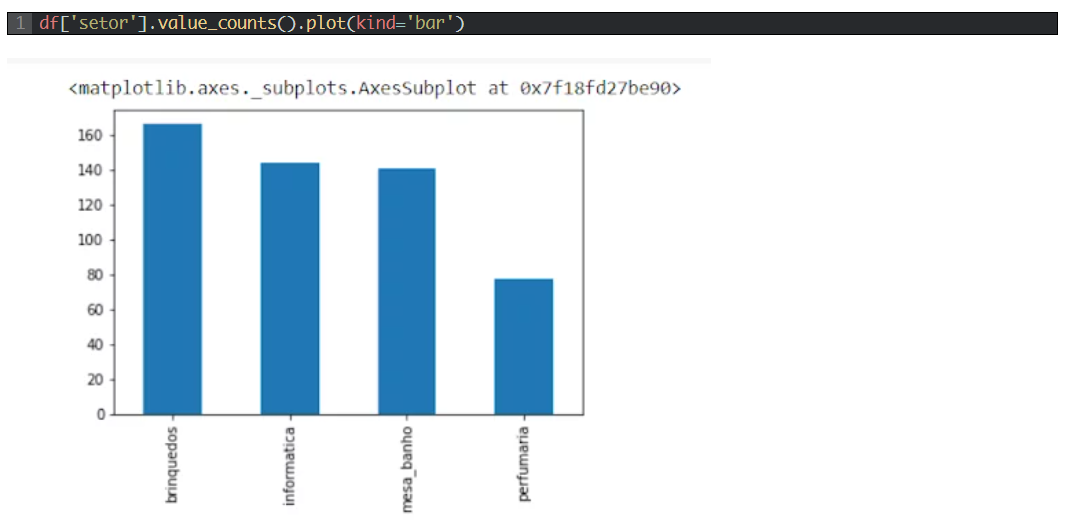 1 df['setor'].value_counts().plot(kind='bar')
<matplotlib.axes._subplots.AxesSubplot at 0x7f18fd27be90>
160
140
120
100
80
60
40
20
0
brinquedos
informatica
mesa_banho
perfumaria